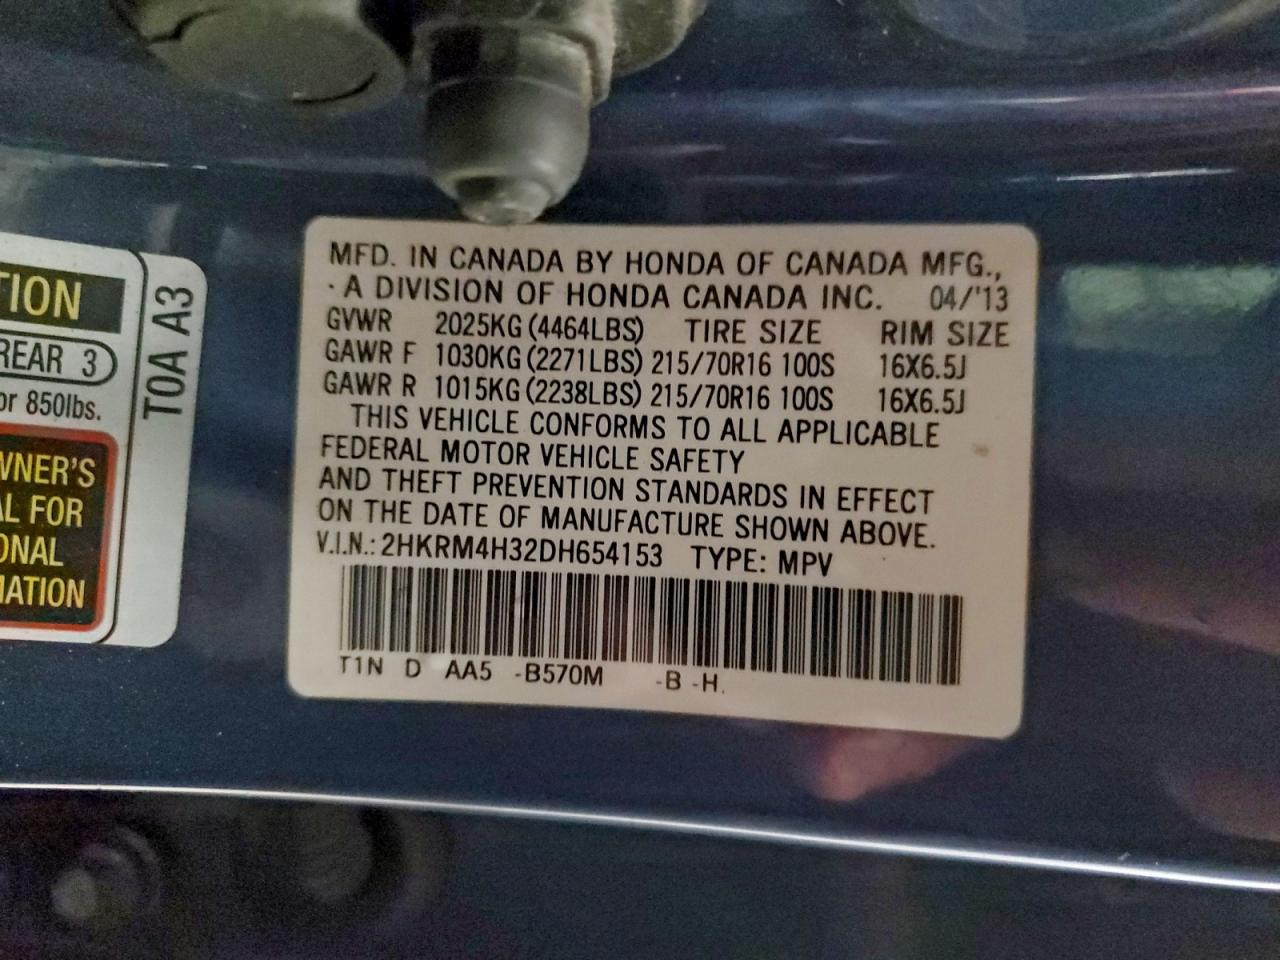 TION
REAR 3
or 850lbs.
WNER'S
AL FOR
ONAL
MATION
T0A A3
MFD. IN CANADA BY HONDA OF CANADA MFG.,
A DIVISION OF HONDA CANADA INC. 04/'13
GVWR 2025KG (4464LBS) TIRE SIZE RIM SIZE
GAWR F 1030KG (2271LBS) 215/70R16 100S 16X6.5J
GAWR R 1015KG (2238LBS) 215/70R16 100S 16X6.5J
THIS VEHICLE CONFORMS TO ALL APPLICABLE
FEDERAL MOTOR VEHICLE SAFETY
AND THEFT PREVENTION STANDARDS IN EFFECT
ON THE DATE OF MANUFACTURE SHOWN ABOVE.
V.I.N.: 2HKRM4H32DH654153 TYPE: MPV
T1N D AA5 -B570M -B -H.